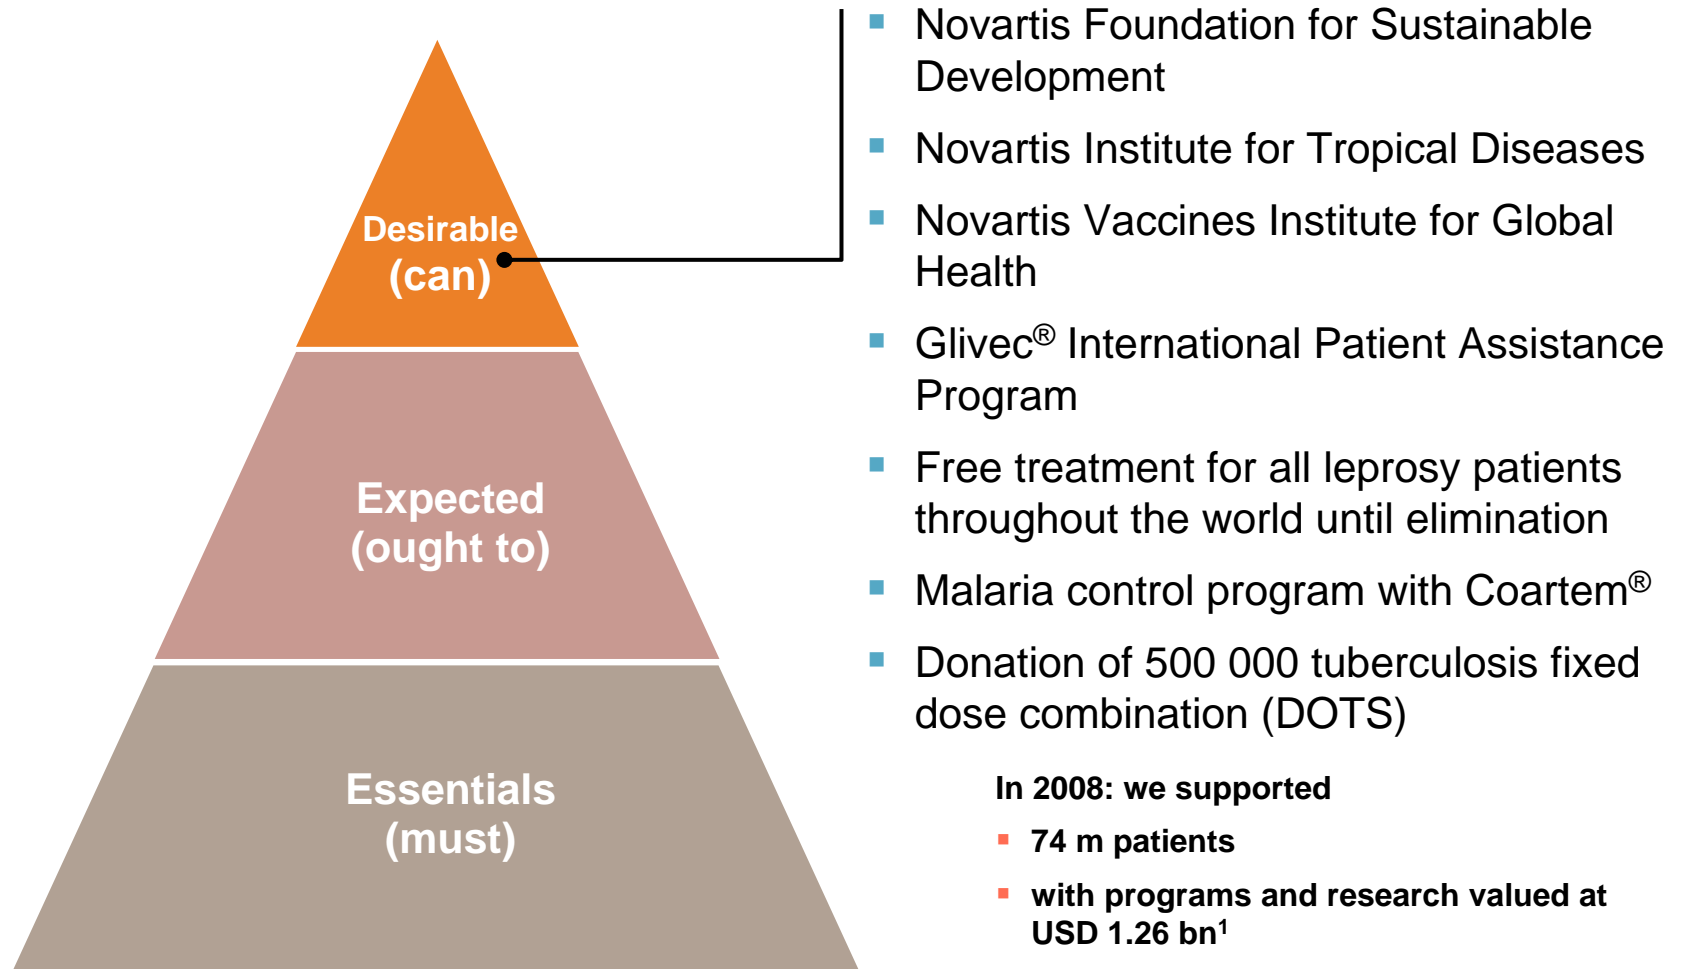 Desirable
(can)
Expected
(ought to)
Essentials
(must)
▪ Novartis Foundation for Sustainable
Development
▪ Novartis Institute for Tropical Diseases
▪ Novartis Vaccines Institute for Global
Health
▪ Glivec® International Patient Assistance
Program
▪ Free treatment for all leprosy patients
throughout the world until elimination
▪ Malaria control program with Coartem®
▪ Donation of 500 000 tuberculosis fixed
dose combination (DOTS)
In 2008: we supported
▪ 74 m patients
▪ with programs and research valued at
USD 1.26 bn¹